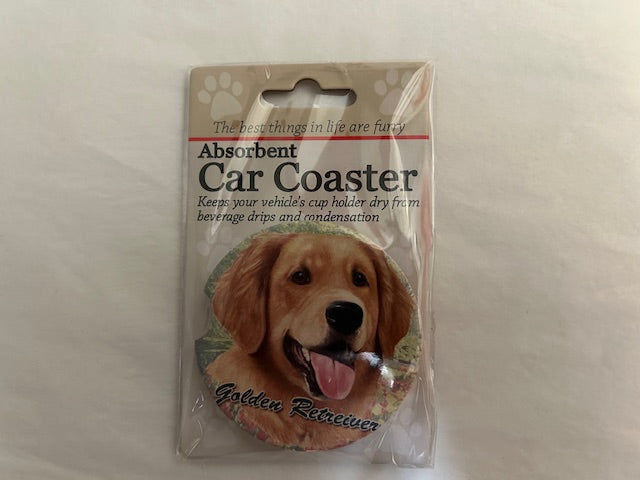 The best things in life are furry
Absorbent
Car Coaster
Keeps your vehicle's cup holder dry from
beverage drips and condensation
Golden Retreiver